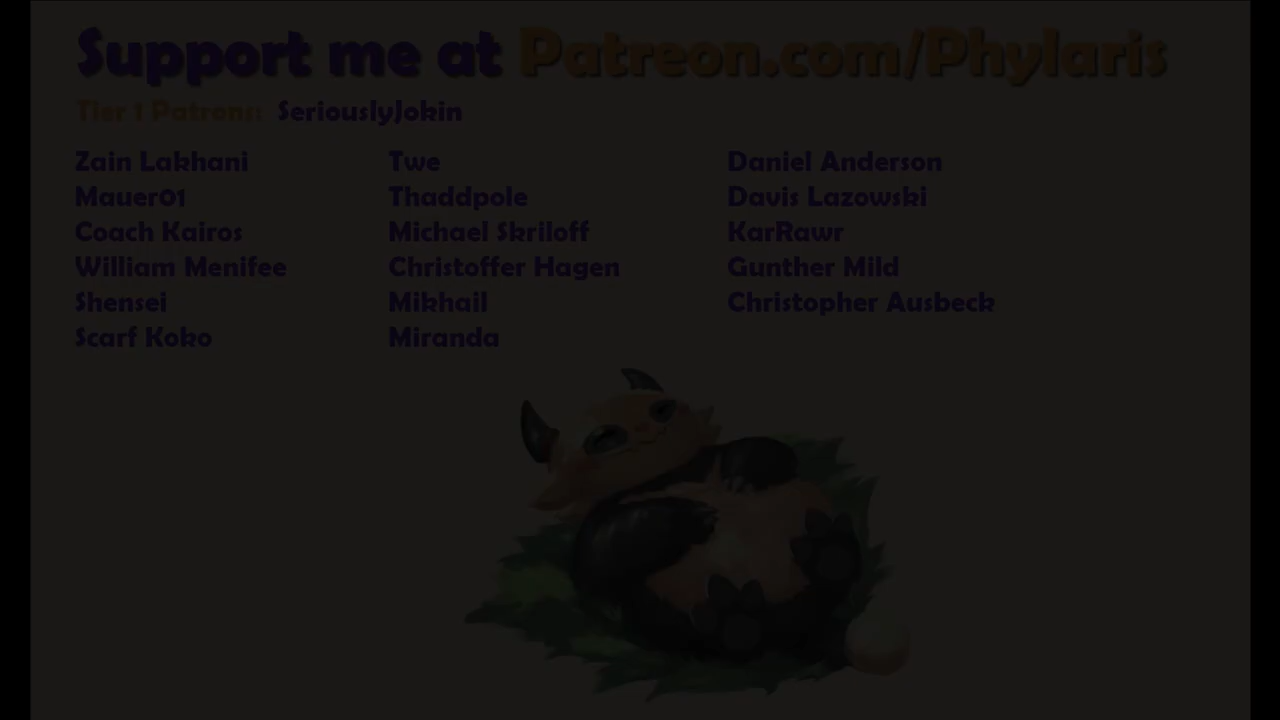 Support me at Patreon.com/Phylaris
Tier 1 Patrons: SeriouslyJokin
Zain Lakhani
Mauer01
Coach Kairos
William Menifee
Shensei
Scarf Koko
Twe
Thaddpole
Michael Skriloff
Christoffer Hagen
Mikhail
Miranda
Daniel Anderson
Davis Lazowski
KarRawr
Gunther Mild
Christopher Ausbeck